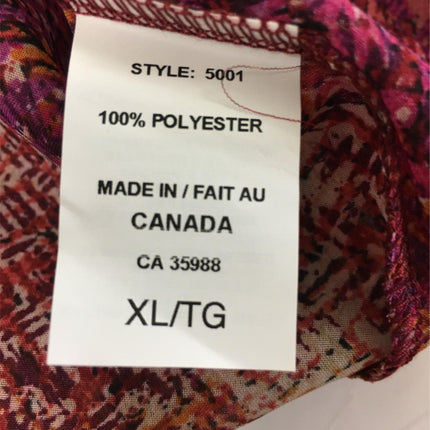 STYLE: 5001
100% POLYESTER
MADE IN / FAIT AU
CANADA
CA 35988
XL/TG